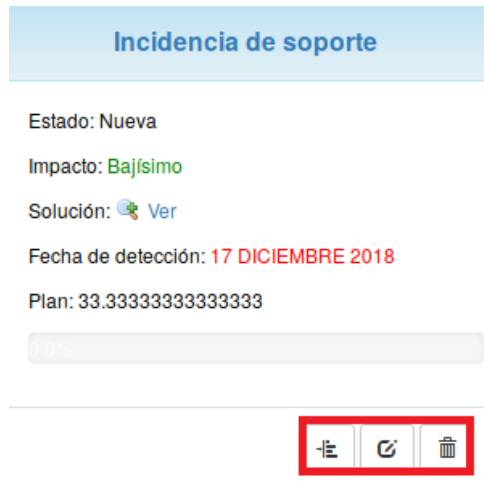 Incidencia de soporte
Estado: Nueva
Impacto: Bajísimo
Solución: Ver
Fecha de detección: 17 DICIEMBRE 2018
Plan: 33.33333333333333
0.0%